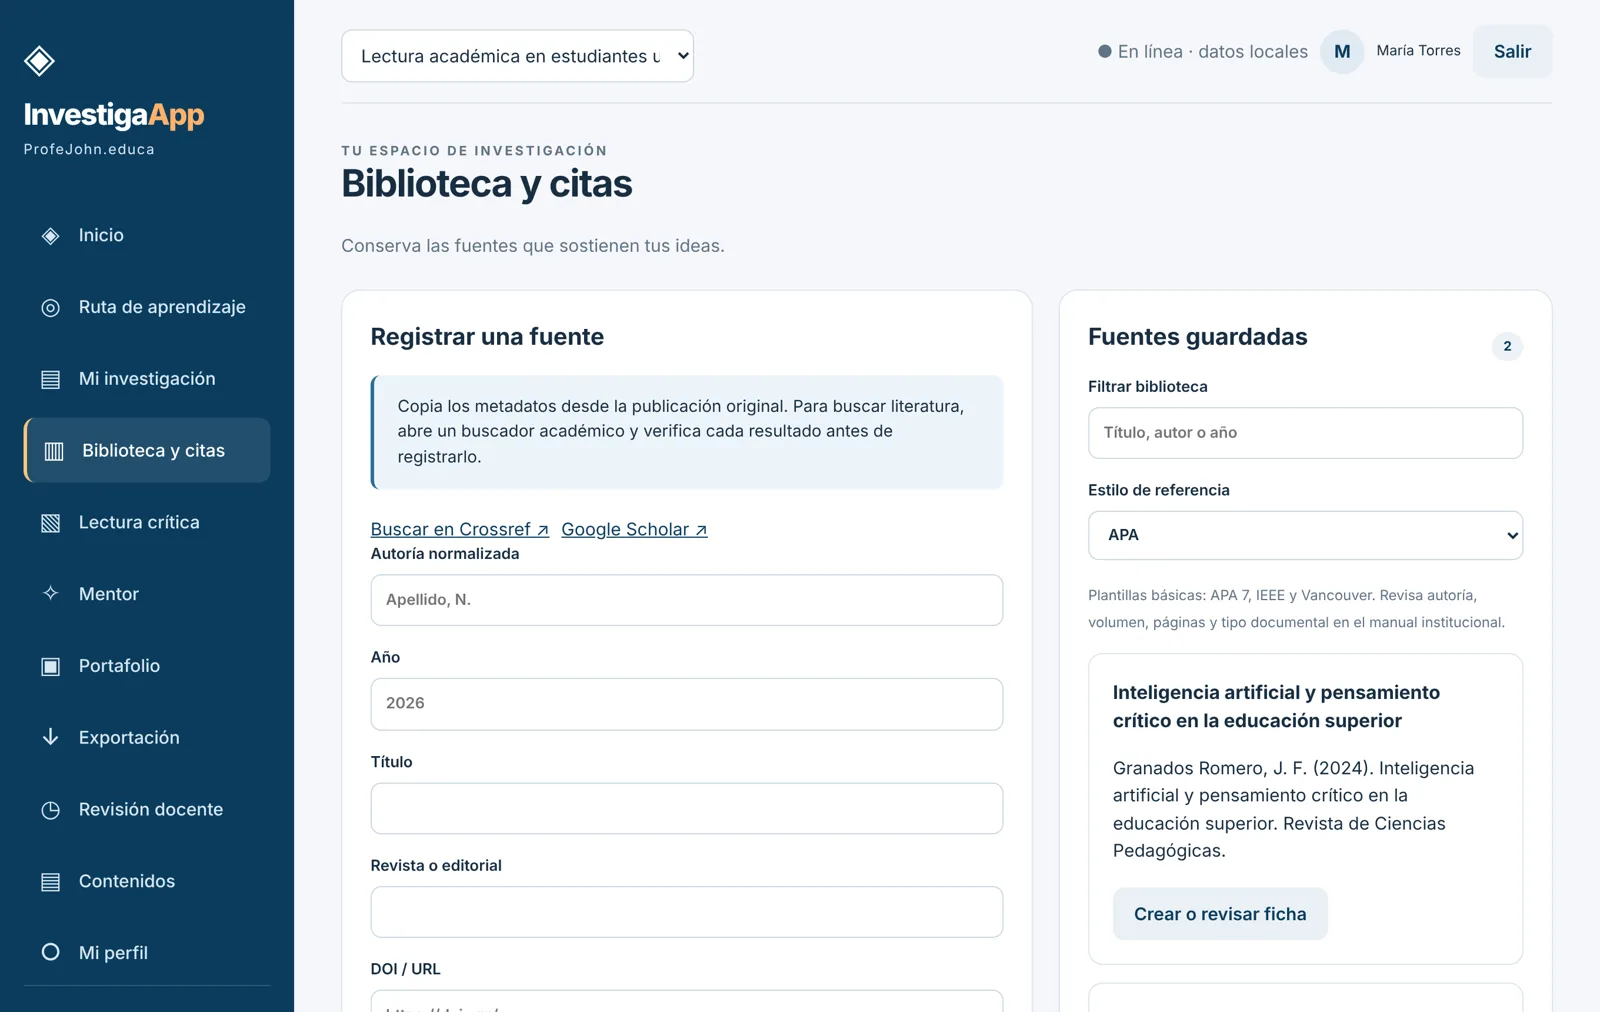 InvestigaApp
ProfeJohn.educa
Inicio
Ruta de aprendizaje
Mi investigación
Biblioteca y citas
Lectura crítica
Mentor
Portafolio
Exportación
Revisión docente
Contenidos
Mi perfil
Lectura académica en estudiantes
En línea · datos locales
M
María Torres
Salir
TU ESPACIO DE INVESTIGACIÓN
Biblioteca y citas
Conserva las fuentes que sostienen tus ideas.
Registrar una fuente
Copia los metadatos desde la publicación original. Para buscar literatura,
abre un buscador académico y verifica cada resultado antes de
registrarlo.
Buscar en Crossref ↗ Google Scholar ↗
Autoría normalizada
Apellido, N.
Año
2026
Título
Revista o editorial
DOI / URL
Fuentes guardadas
2
Filtrar biblioteca
Título, autor o año
Estilo de referencia
APA
Plantillas básicas: APA 7, IEEE y Vancouver. Revisa autoría,
volumen, páginas y tipo documental en el manual institucional.
Inteligencia artificial y pensamiento
crítico en la educación superior
Granados Romero, J. F. (2024). Inteligencia
artificial y pensamiento crítico en la
educación superior. Revista de Ciencias
Pedagógicas.
Crear o revisar ficha